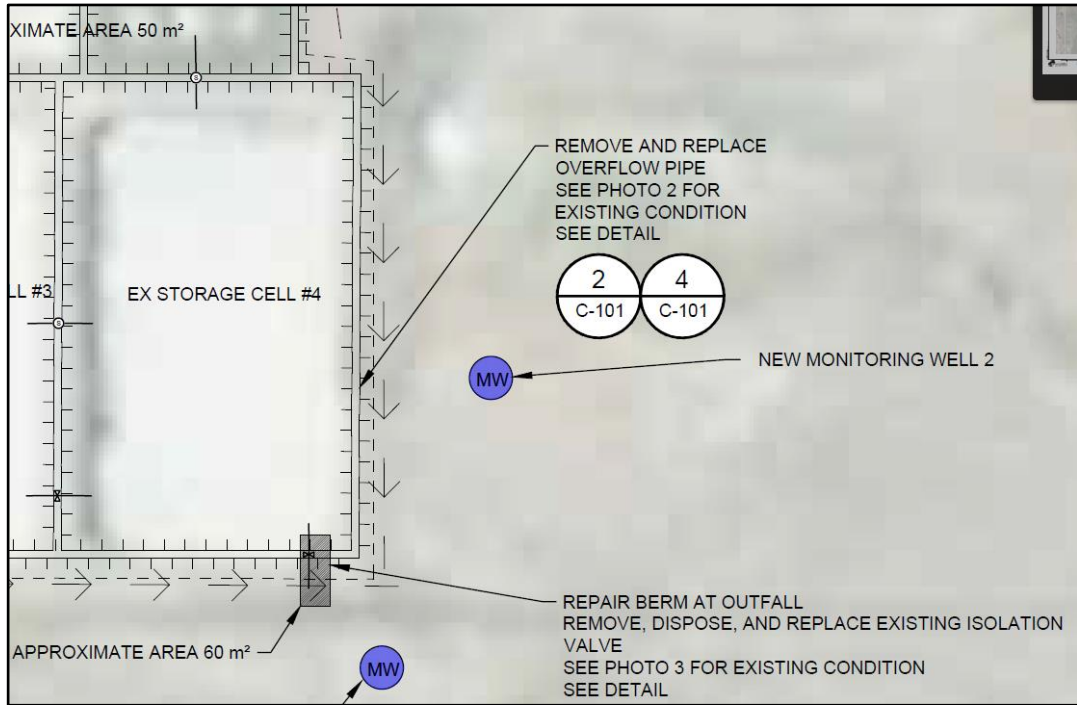 XIMATE AREA 50 m²
S
REMOVE AND REPLACE
OVERFLOW PIPE
SEE PHOTO 2 FOR
EXISTING CONDITION
SEE DETAIL
2
C-101
4
C-101
LL #3
EX STORAGE CELL #4
S
NEW MONITORING WELL 2
MW
REPAIR BERM AT OUTFALL
REMOVE, DISPOSE, AND REPLACE EXISTING ISOLATION
VALVE
SEE PHOTO 3 FOR EXISTING CONDITION
SEE DETAIL
APPROXIMATE AREA 60 m²
MW